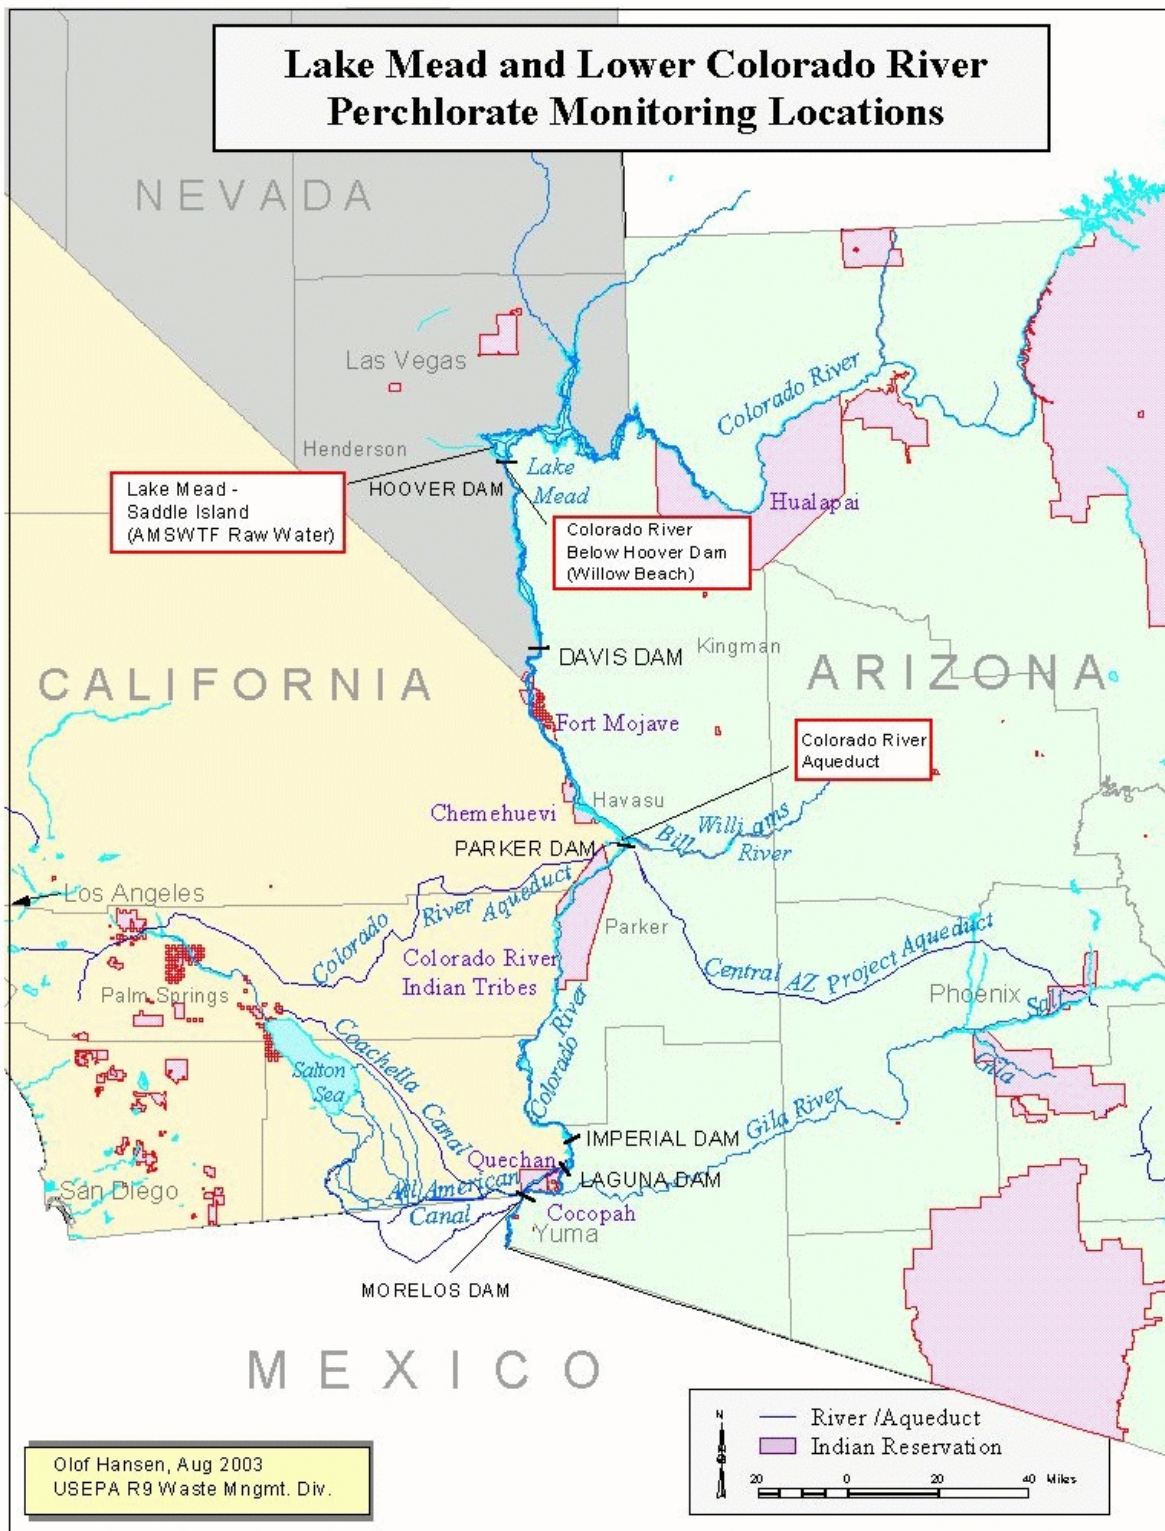 Lake Mead and Lower Colorado River
Perchlorate Monitoring Locations
NEVADA
Las Vegas
Colorado River
Henderson
Lake Mead -
Saddle Island
(AMSWTF Raw Water)
HOOVER DAM
Lake
Mead
Hualapai
Colorado River
Below Hoover Dam
(Willow Beach)
Kingman
DAVIS DAM
CALIFORNIA
ARIZONA
Fort Mojave
Colorado River
Aqueduct
Havasu
Chemehuevi
Bill Williams
River
PARKER DAM
Los Angeles
Colorado River Aqueduct
Parker
Colorado River
Indian Tribes
Central AZ Project Aqueduct
Palm Springs
Phoenix
Salt
Colorado River
Coachella Canal
Salton
Sea
Gila
Gila River
IMPERIAL DAM
Quechan
LAGUNA DAM
San Diego
All American
Canal
Cocopah
Yuma
MORELOS DAM
MEXICO
N
River /Aqueduct
Indian Reservation
20 0 20 40 Miles
Olof Hansen, Aug 2003
USEPA R9 Waste Mngmt. Div.